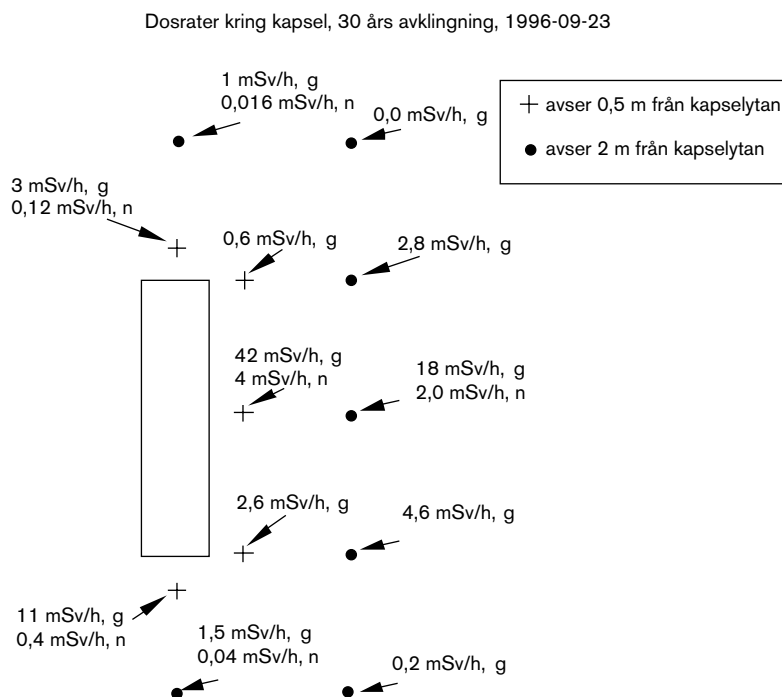 Dosrater kring kapsel, 30 års avklingning, 1996-09-23
1 mSv/h, g
0,016 mSv/h, n
0,0 mSv/h, g
avser 0,5 m från kapselytan
avser 2 m från kapselytan
3 mSv/h, g
0,12 mSv/h, n
0,6 mSv/h, g
2,8 mSv/h, g
42 mSv/h, g
4 mSv/h, n
18 mSv/h, g
2,0 mSv/h, n
2,6 mSv/h, g
4,6 mSv/h, g
11 mSv/h, g
0,4 mSv/h, n
1,5 mSv/h, g
0,04 mSv/h, n
0,2 mSv/h, g